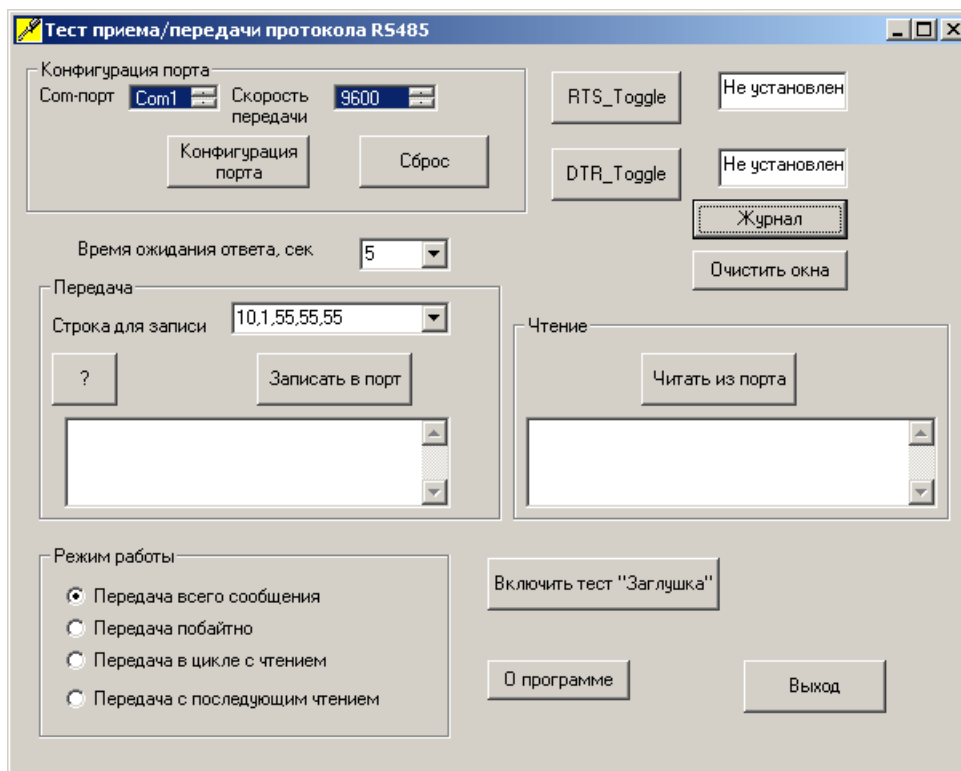 Тест приема/передачи протокола RS485
Конфигурация порта
Com-порт
Com1
Скорость
передачи
9600
Конфигурация
порта
Сброс
RTS_Toggle
Не установлен
DTR_Toggle
Не установлен
Журнал
Очистить окна
Время ожидания ответа, сек
5
Передача
Строка для записи
10,1,55,55,55
?
Записать в порт
Чтение
Читать из порта
Режим работы
Передача всего сообщения
Передача побайтно
Передача в цикле с чтением
Передача с последующим чтением
Включить тест "Заглушка"
О программе
Выход